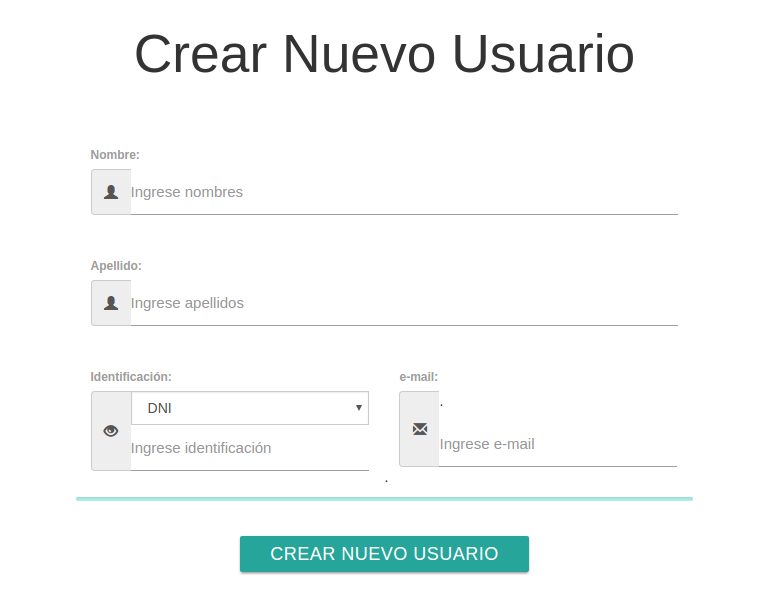 Crear Nuevo Usuario
Nombre:
Ingrese nombres
Apellido:
Ingrese apellidos
Identificación:
DNI
Ingrese identificación
e-mail:
.
Ingrese e-mail
.
CREAR NUEVO USUARIO